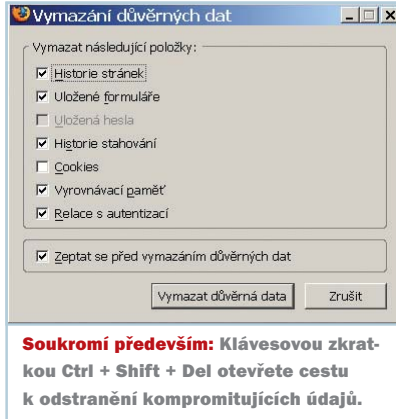 Vymazání důvěrných dat
Vymazat následující položky:
Historie stránek
Uložené formuláře
Uložená hesla
Historie stahování
Cookies
Vyrovnávací paměť
Relace s autentizací
Zeptat se před vymazáním důvěrných dat
Vymazat důvěrná data Zrušit
Soukromí především: Klávesovou zkrat-
kou Ctrl + Shift + Del otevřete cestu
k odstranění kompromitujících údajů.